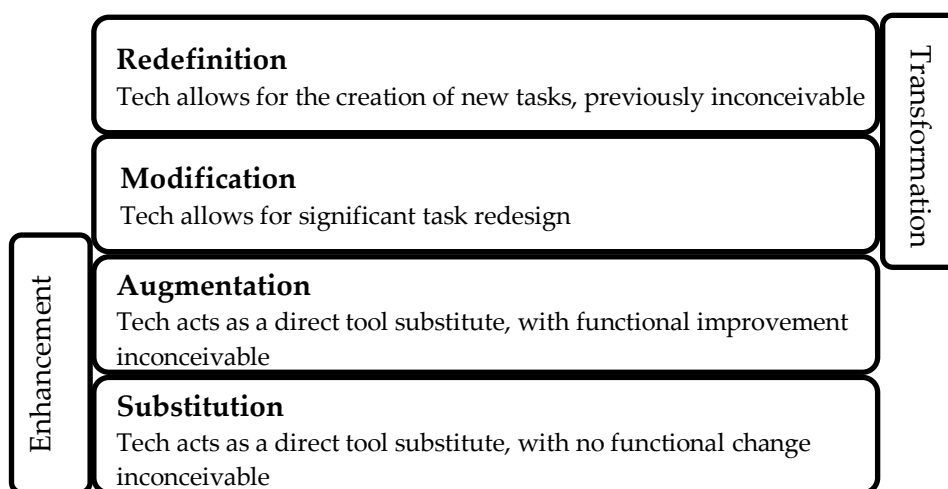 Redefinition
Tech allows for the creation of new tasks, previously inconceivable
Transformation
Modification
Tech allows for significant task redesign
Enhancement
Augmentation
Tech acts as a direct tool substitute, with functional improvement
inconceivable
Substitution
Tech acts as a direct tool substitute, with no functional change
inconceivable